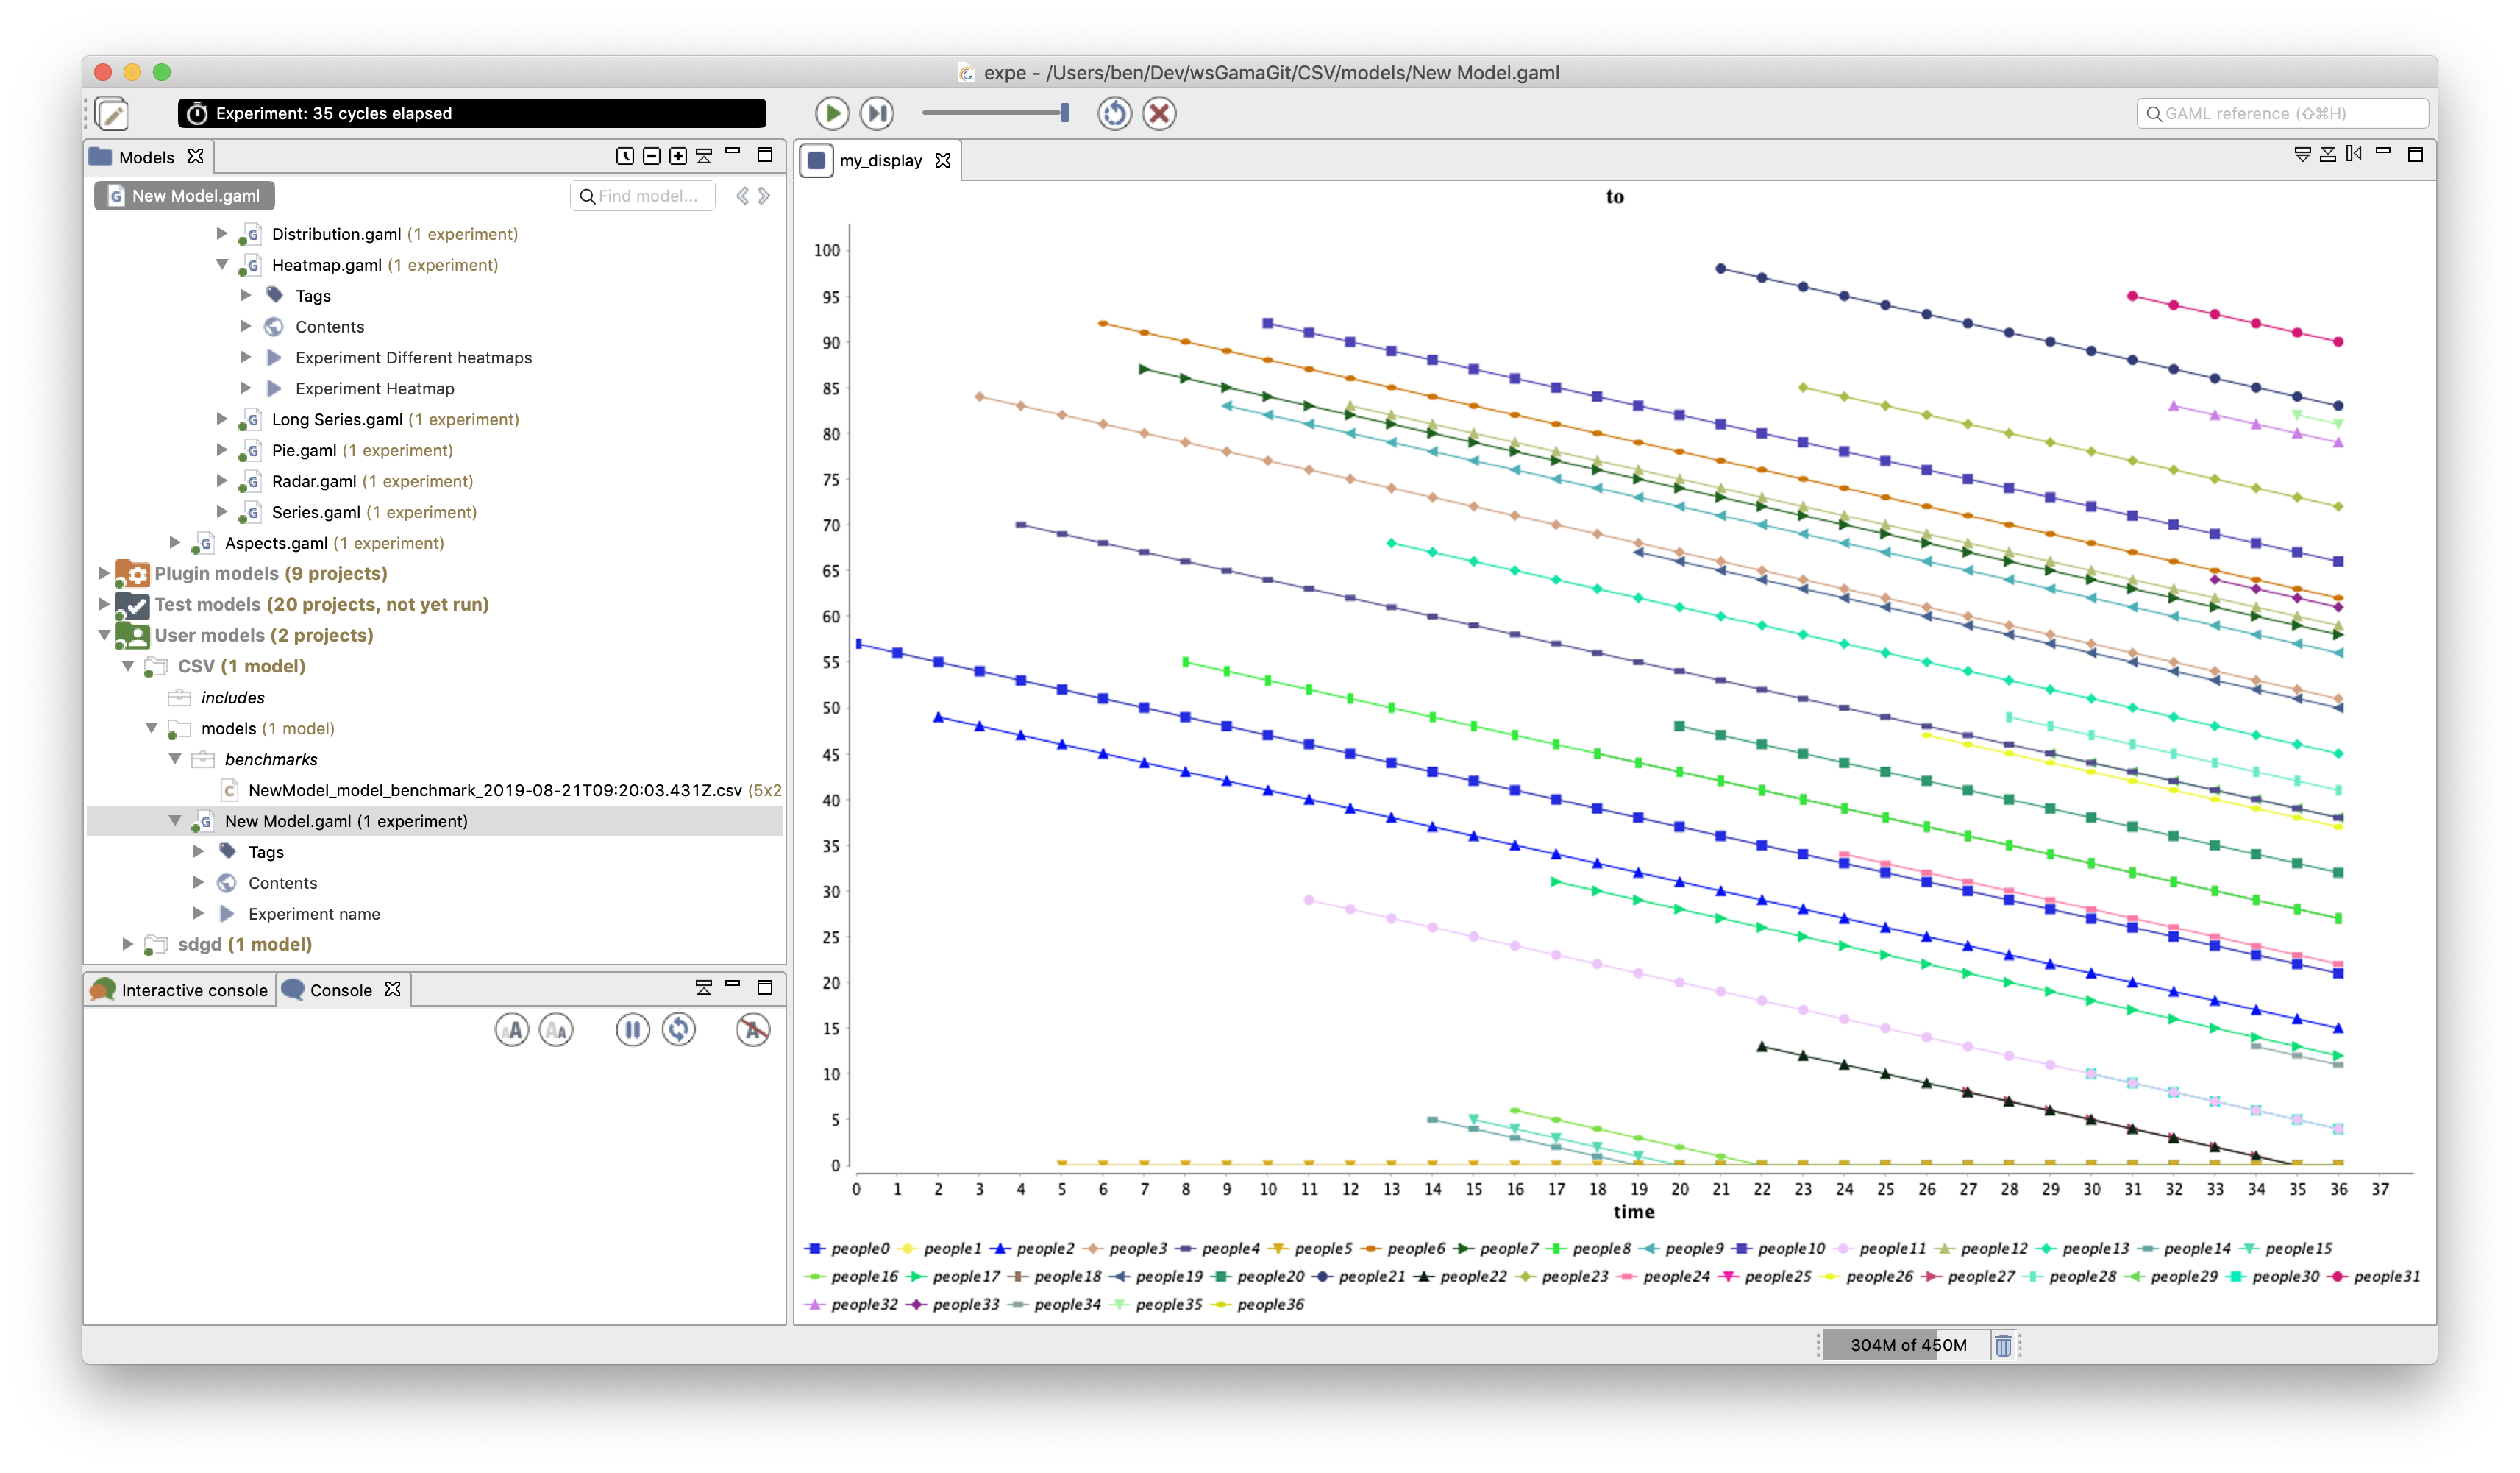 expe - /Users/ben/Dev/wsGamaGit/CSV/models/New Model.gaml
Experiment: 35 cycles elapsed
GAML reference (⇧⌘H)
Models
New Model.gaml
Find model...
Distribution.gaml (1 experiment)
Heatmap.gaml (1 experiment)
Tags
Contents
Experiment Different heatmaps
Experiment Heatmap
Long Series.gaml (1 experiment)
Pie.gaml (1 experiment)
Radar.gaml (1 experiment)
Series.gaml (1 experiment)
Aspects.gaml (1 experiment)
Plugin models (9 projects)
Test models (20 projects, not yet run)
User models (2 projects)
CSV (1 model)
includes
models (1 model)
benchmarks
NewModel_model_benchmark_2019-08-21T09:20:03.431Z.csv (5x2
New Model.gaml (1 experiment)
Tags
Contents
Experiment name
sdgd (1 model)
Interactive console
Console
my_display
to
100
95
90
85
80
75
70
65
60
55
50
45
40
35
30
25
20
15
10
5
0
0 1 2 3 4 5 6 7 8 9 10 11 12 13 14 15 16 17 18 19 20 21 22 23 24 25 26 27 28 29 30 31 32 33 34 35 36 37
time
people0 people1 people2 people3 people4 people5 people6 people7 people8 people9 people10 people11 people12 people13 people14 people15
people16 people17 people18 people19 people20 people21 people22 people23 people24 people25 people26 people27 people28 people29 people30 people31
people32 people33 people34 people35 people36
304M of 450M